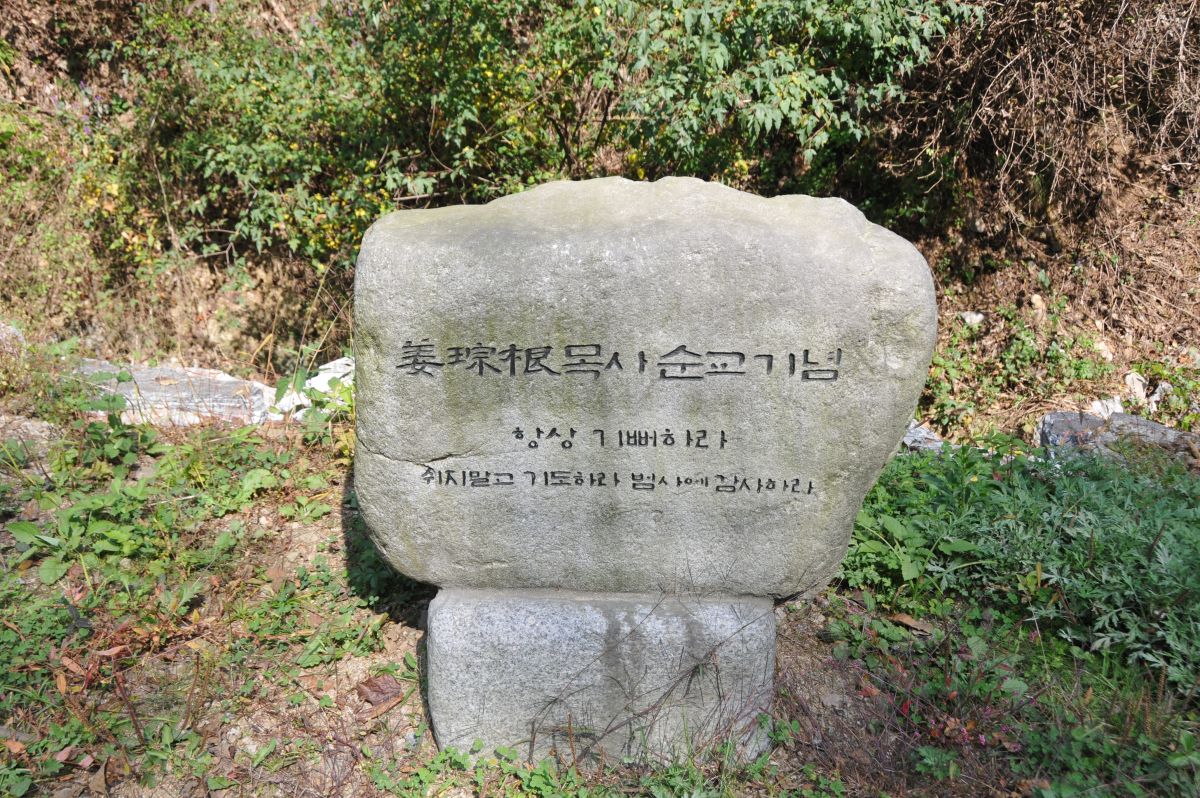 姜琮根목사순교기념
항상 기뻐하라
쉬지말고 기도하라 범사에 감사하라